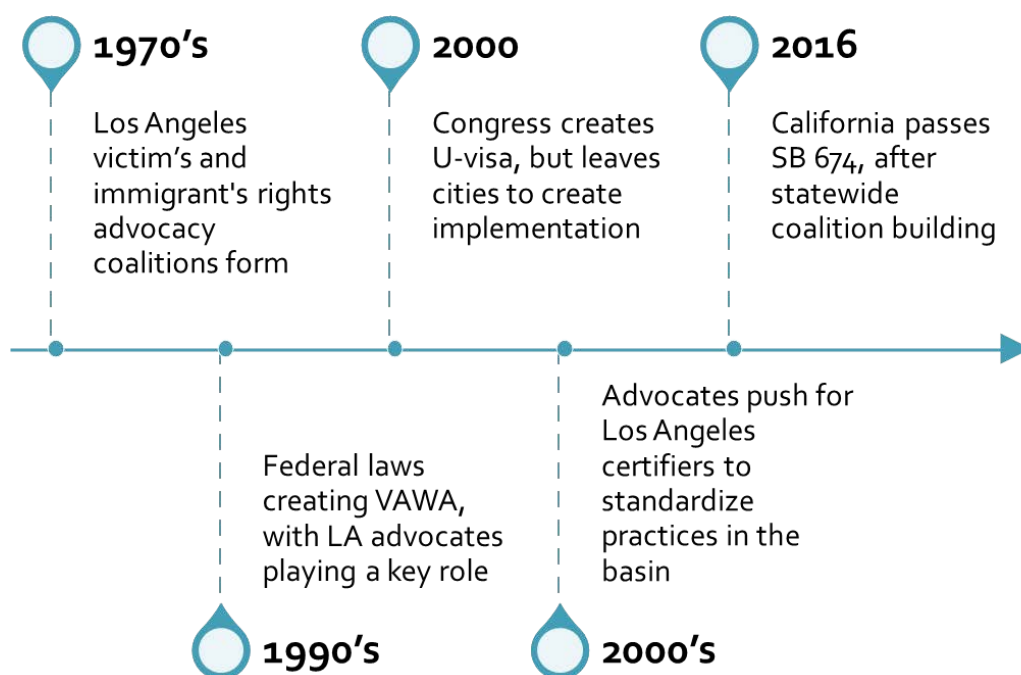 1970's
Los Angeles
victim's and
immigrant's rights
advocacy
coalitions form
2000
Congress creates
U-visa, but leaves
cities to create
implementation
2016
California passes
SB 674, after
statewide
coalition building
Federal laws
creating VAWA,
with LA advocates
playing a key role
1990's
Advocates push for
Los Angeles
certifiers to
standardize
practices in the
basin
2000's